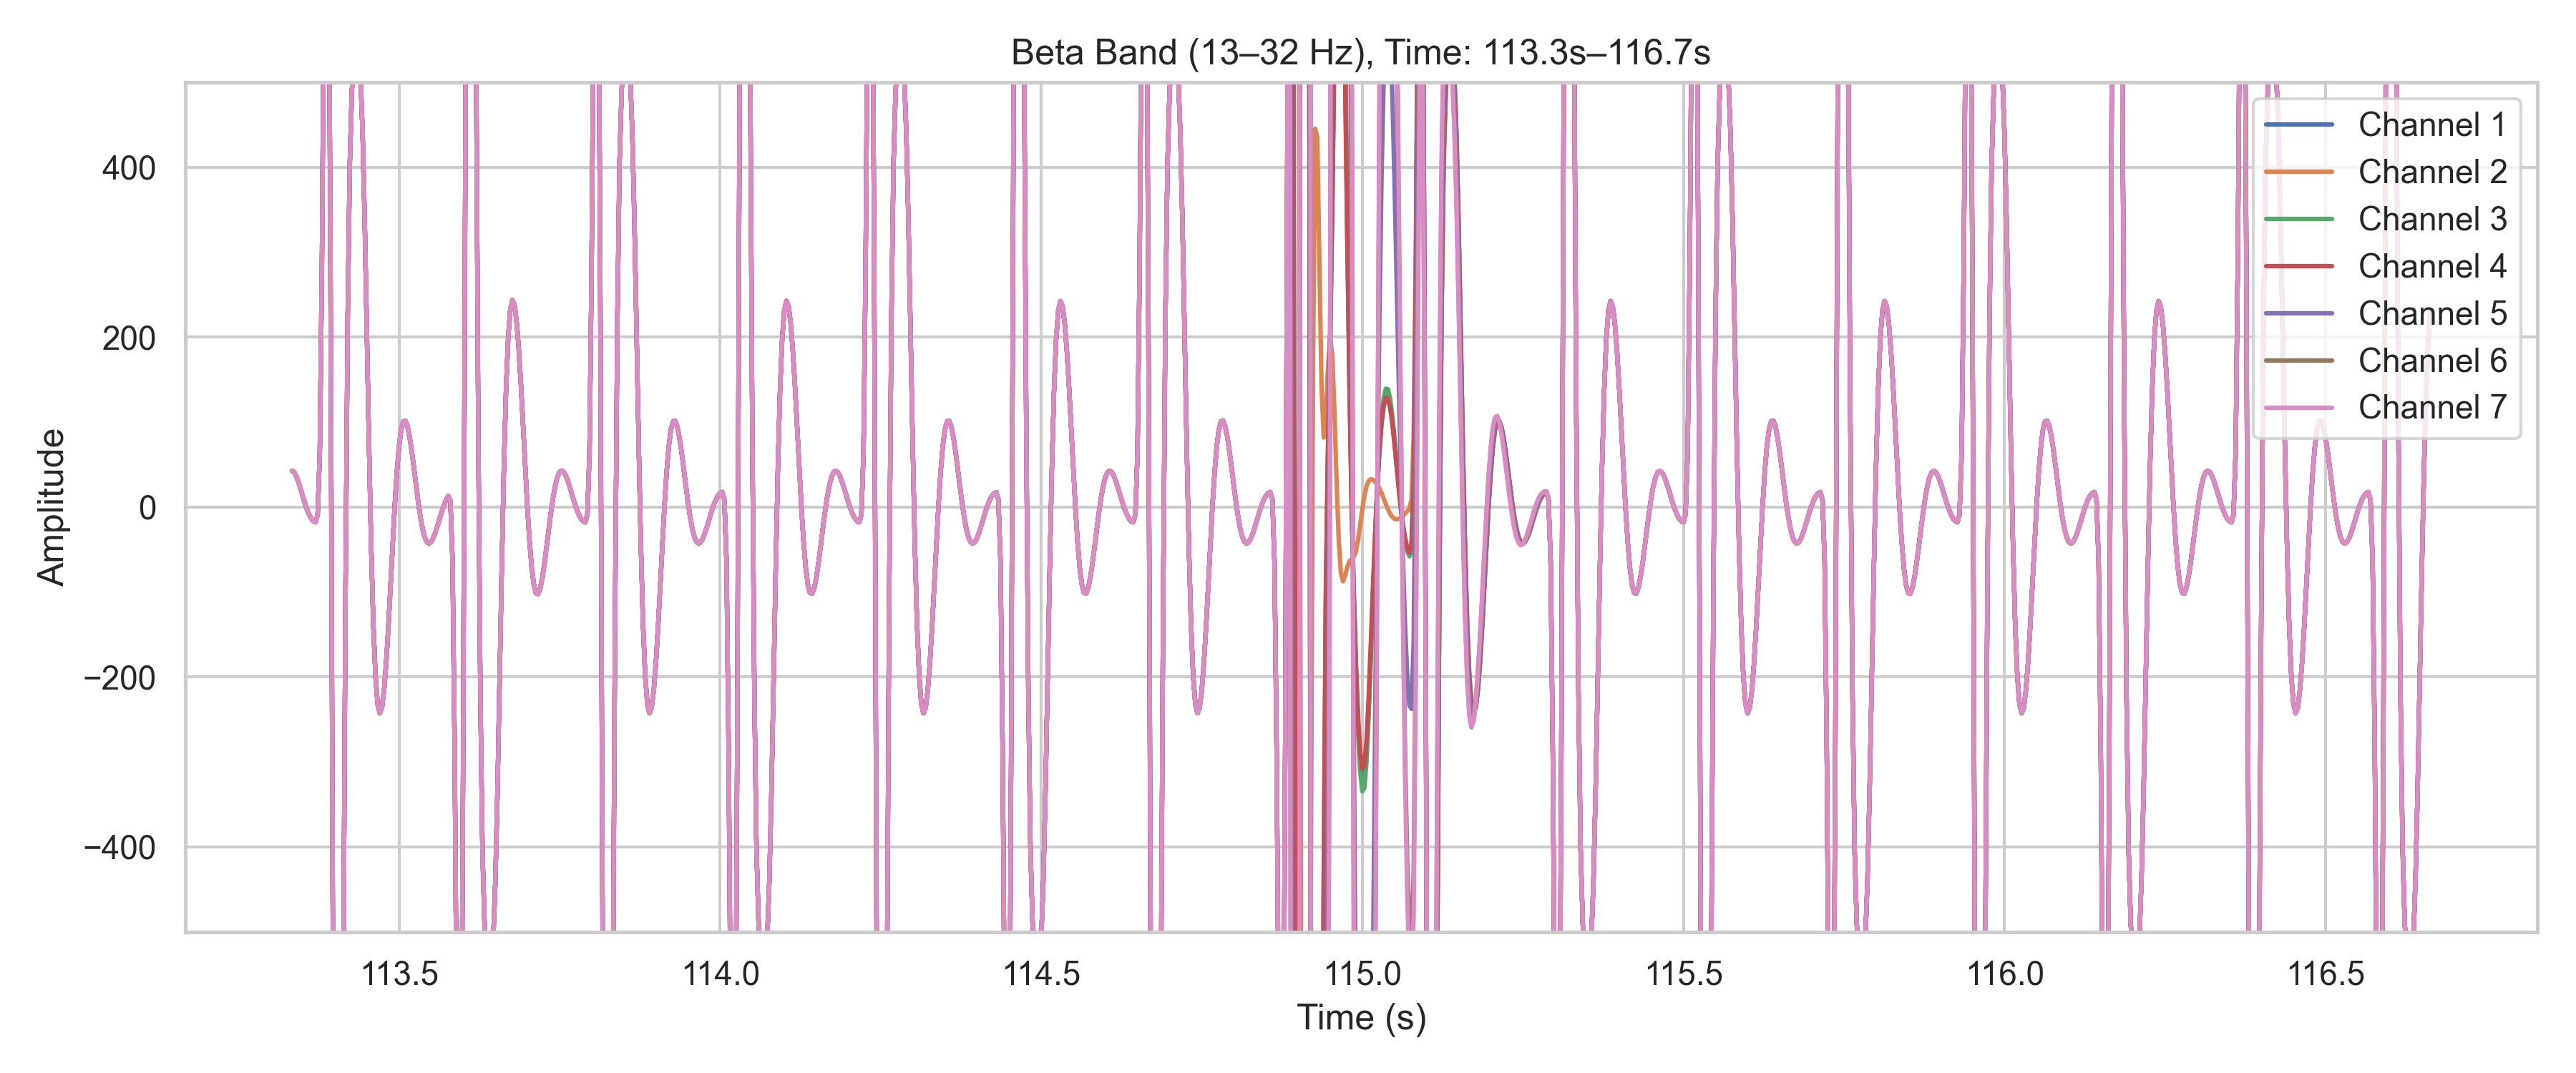 Beta Band (13–32 Hz), Time: 113.3s–116.7s
Amplitude
400
200
0
−200
−400
113.5 114.0 114.5 115.0 115.5 116.0 116.5
Time (s)
Channel 1
Channel 2
Channel 3
Channel 4
Channel 5
Channel 6
Channel 7